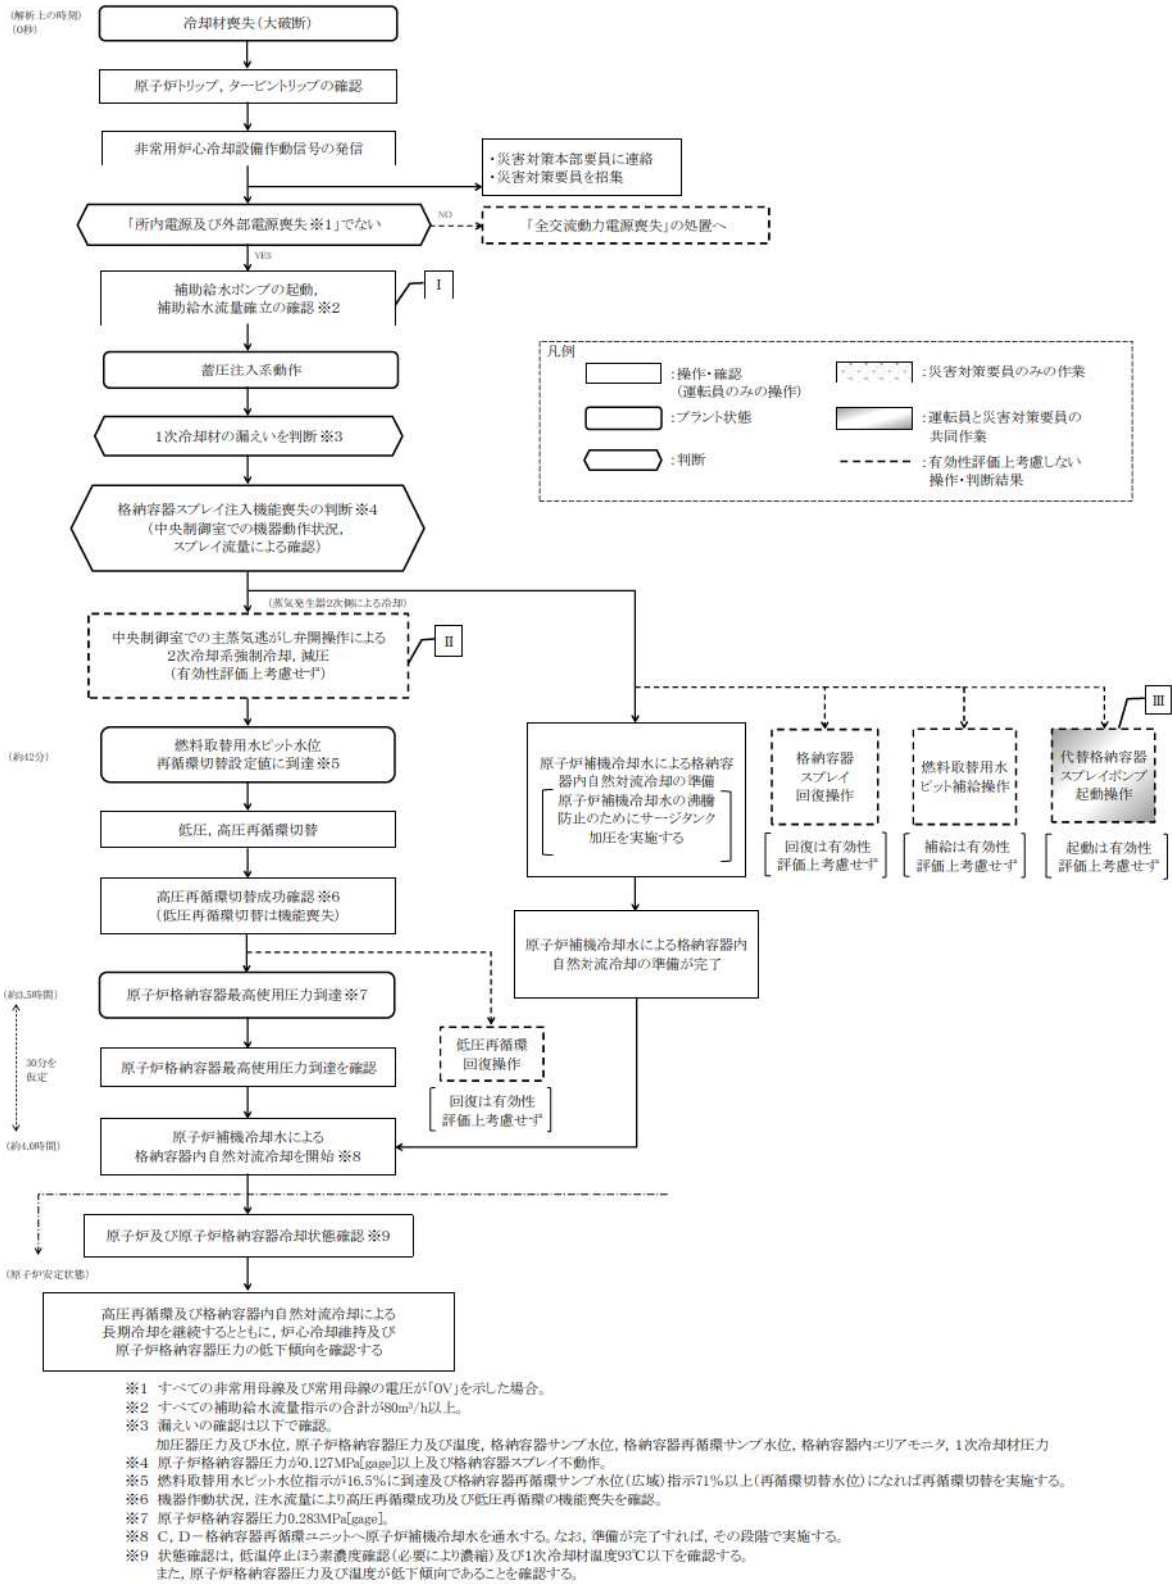 (解析上の時刻)
(0秒)
冷却材喪失(大破断)
原子炉トリップ, タービントリップの確認
非常用炉心冷却設備作動信号の発信
・災害対策本部要員に連絡
・災害対策要員を招集
「所内電源及び外部電源喪失※1」でない
NO
「全交流動力電源喪失」の処置へ
YES
補助給水ポンプの起動,
補助給水流量確立の確認※2
I
蓄圧注入系動作
1次冷却材の漏えいを判断※3
格納容器スプレイ注入機能喪失の判断※4
(中央制御室での機器動作状況,
スプレイ流量による確認)
凡例
:操作・確認
(運転員のみの操作)
:プラント状態
:判断
:災害対策要員のみの作業
:運転員と災害対策要員の
共同作業
:有効性評価上考慮しない
操作・判断結果
(蒸気発生器2次側による冷却)
中央制御室での主蒸気逃がし弁開操作による
2次冷却系強制冷却, 減圧
(有効性評価上考慮せず)
II
(約42分)
燃料取替用水ピット水位
再循環切替設定値に到達※5
低圧, 高圧再循環切替
高圧再循環切替成功確認※6
(低圧再循環切替は機能喪失)
原子炉補機冷却水による格納容
器内自然対流冷却の準備
原子炉補機冷却水の沸騰
防止のためにサージタンク
加圧を実施する
格納容器
スプレイ
回復操作
回復は有効性
評価上考慮せず
燃料取替用水
ピット補給操作
補給は有効性
評価上考慮せず
III
代替格納容器
スプレイポンプ
起動操作
起動は有効性
評価上考慮せず
原子炉補機冷却水による格納容器内
自然対流冷却の準備が完了
(約3.5時間)
原子炉格納容器最高使用圧力到達※7
30分を
仮定
原子炉格納容器最高使用圧力到達を確認
低圧再循環
回復操作
回復は有効性
評価上考慮せず
(約4.0時間)
原子炉補機冷却水による
格納容器内自然対流冷却を開始※8
原子炉及び原子炉格納容器冷却状態確認※9
(原子炉安定状態)
高圧再循環及び格納容器内自然対流冷却による
長期冷却を継続するとともに, 炉心冷却維持及び
原子炉格納容器圧力の低下傾向を確認する
※1 すべての非常用母線及び常用母線の電圧が「0V」を示した場合。
※2 すべての補助給水流量指示の合計が80m³/h以上。
※3 漏えいの確認は以下で確認。
加圧器圧力及び水位, 原子炉格納容器圧力及び温度, 格納容器サンプ水位, 格納容器再循環サンプ水位, 格納容器内エリアモニタ, 1次冷却材圧力
※4 原子炉格納容器圧力が0.127MPa[gage]以上及び格納容器スプレイ不動作。
※5 燃料取替用水ピット水位指示が16.5%に到達及び格納容器再循環サンプ水位(広域)指示71%以上(再循環切替水位)になれば再循環切替を実施する。
※6 機器作動状況, 注水流量により高圧再循環成功及び低圧再循環の機能喪失を確認。
※7 原子炉格納容器圧力0.283MPa[gage]。
※8 C, D－格納容器再循環ユニットへ原子炉補機冷却水を通水する。なお, 準備が完了すれば, その段階で実施する。
※9 状態確認は, 低温停止ほう素濃度確認(必要により濃縮)及び1次冷却材温度93℃以下を確認する。
また, 原子炉格納容器圧力及び温度が低下傾向であることを確認する。